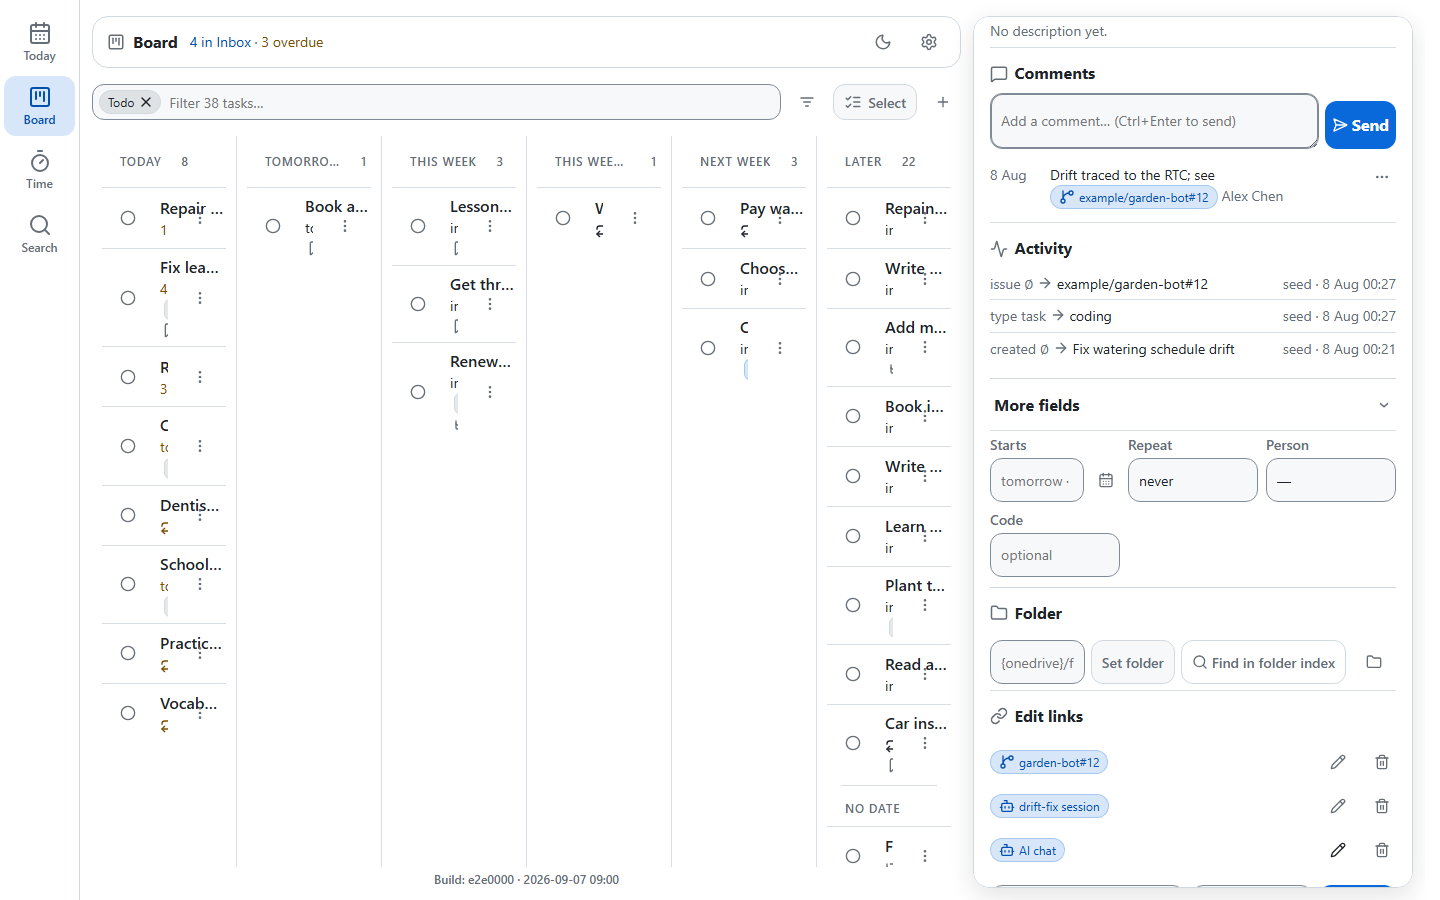 Today
Board
Time
Search
Board 4 in Inbox · 3 overdue
Todo Filter 38 tasks...
Select
TODAY 8
Repair ...
1
Fix lea...
4
R
3
C
Dentis...
School...
Practic...
Vocab...
TOMORRO... 1
Book a...
THIS WEEK 3
Lesson...
Get thr...
Renew...
THIS WEE... 1
NEXT WEEK 3
Pay wa...
Choos...
C
LATER 22
Repain...
Write ...
Add m...
Book i...
Write ...
Learn ...
Plant t...
Read a...
Car ins...
NO DATE
F
Build: e2e0000 · 2026-09-07 09:00
No description yet.
Comments
Add a comment... (Ctrl+Enter to send)
Send
8 Aug Drift traced to the RTC; see
example/garden-bot#12 Alex Chen
Activity
issue ∅ → example/garden-bot#12 seed · 8 Aug 00:27
type task → coding seed · 8 Aug 00:27
created ∅ → Fix watering schedule drift seed · 8 Aug 00:21
More fields
Starts Repeat Person
tomorrow · never —
Code
optional
Folder
{onedrive}/f Set folder Find in folder index
Edit links
garden-bot#12
drift-fix session
AI chat